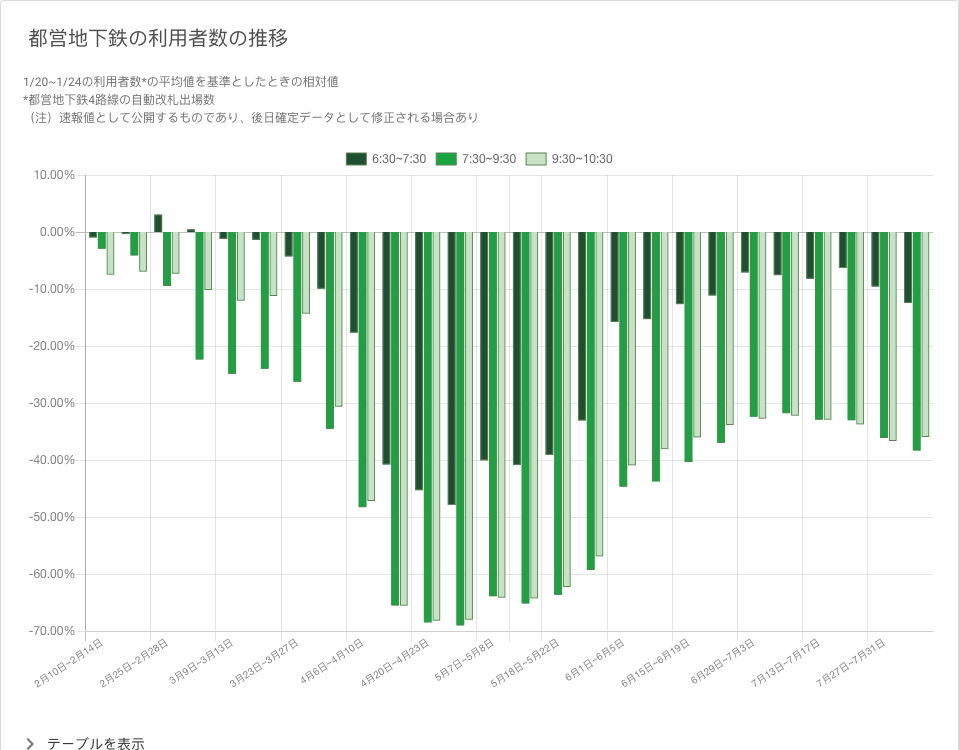 都営地下鉄の利用者数の推移
1/20~1/24の利用者数*の平均値を基準としたときの相対値
*都営地下鉄4路線の自動改札出場数
（注）速報値として公開するものであり、後日確定データとして修正される場合あり
6:30~7:30 7:30~9:30 9:30~10:30
10.00%
0.00%
-10.00%
-20.00%
-30.00%
-40.00%
-50.00%
-60.00%
-70.00%
2月10日~2月14日
2月25日~2月28日
3月9日~3月13日
3月23日~3月27日
4月6日~4月10日
4月20日~4月23日
5月7日~5月8日
5月18日~5月22日
6月1日~6月5日
6月15日~6月19日
6月29日~7月3日
7月13日~7月17日
7月27日~7月31日
テーブルを表示